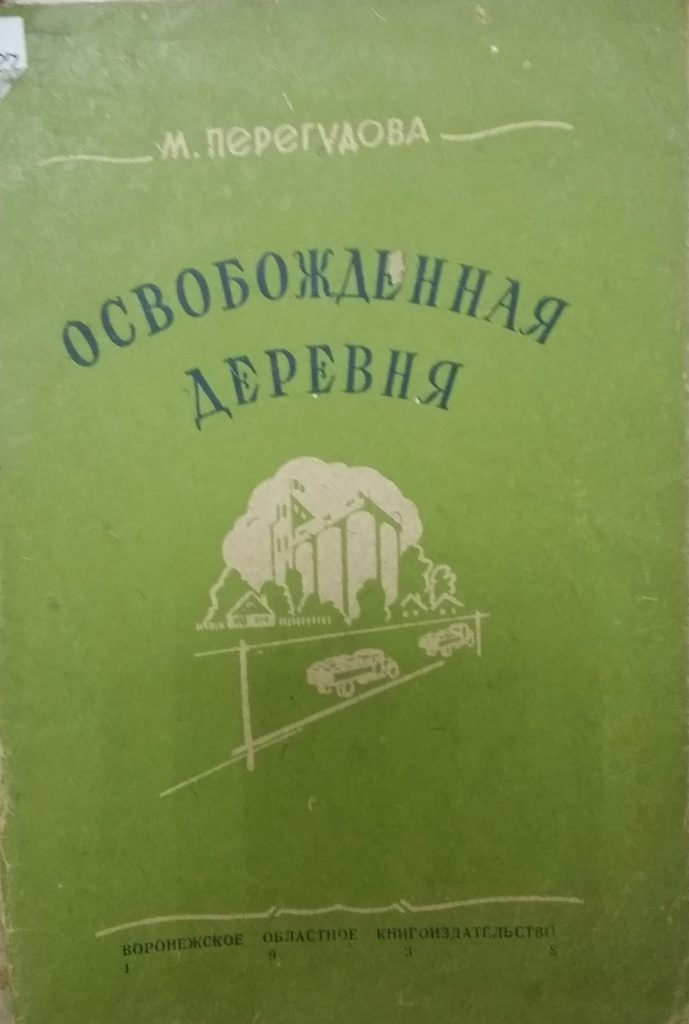 М. ПЕРЕГУДОВА
ОСВОБОЖДЕННАЯ
ДЕРЕВНЯ
ВОРОНЕЖСКОЕ ОБЛАСТНОЕ КНИГОИЗДАТЕЛЬСТВО
1 9 3 8